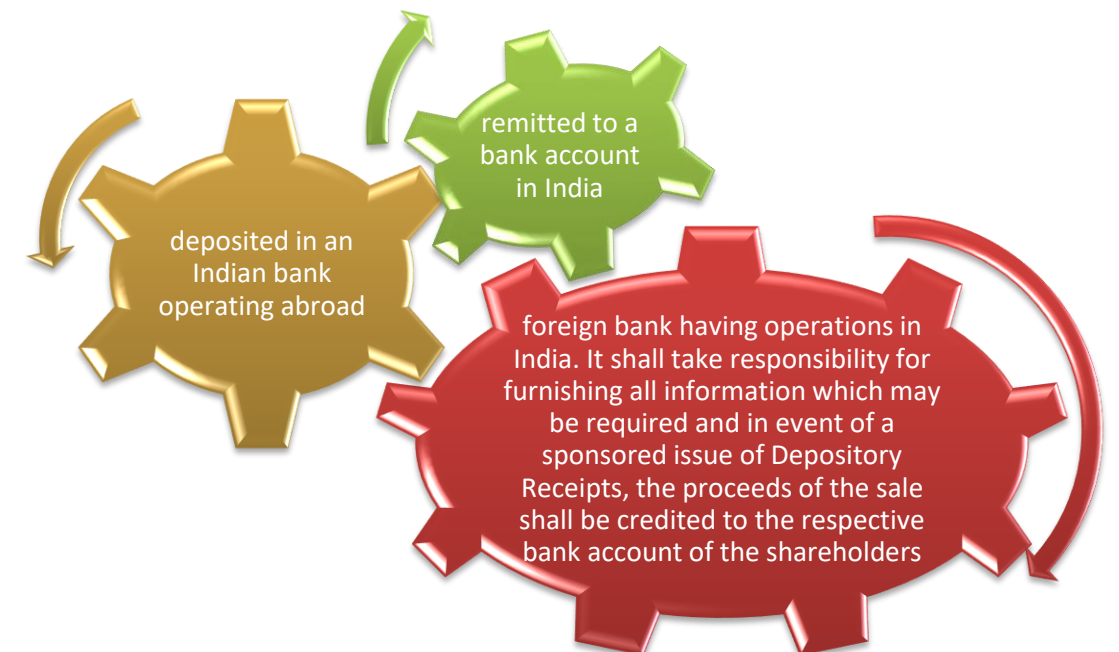 remitted to a
bank account
in India
deposited in an
Indian bank
operating abroad
foreign bank having operations in
India. It shall take responsibility for
furnishing all information which may
be required and in event of a
sponsored issue of Depository
Receipts, the proceeds of the sale
shall be credited to the respective
bank account of the shareholders